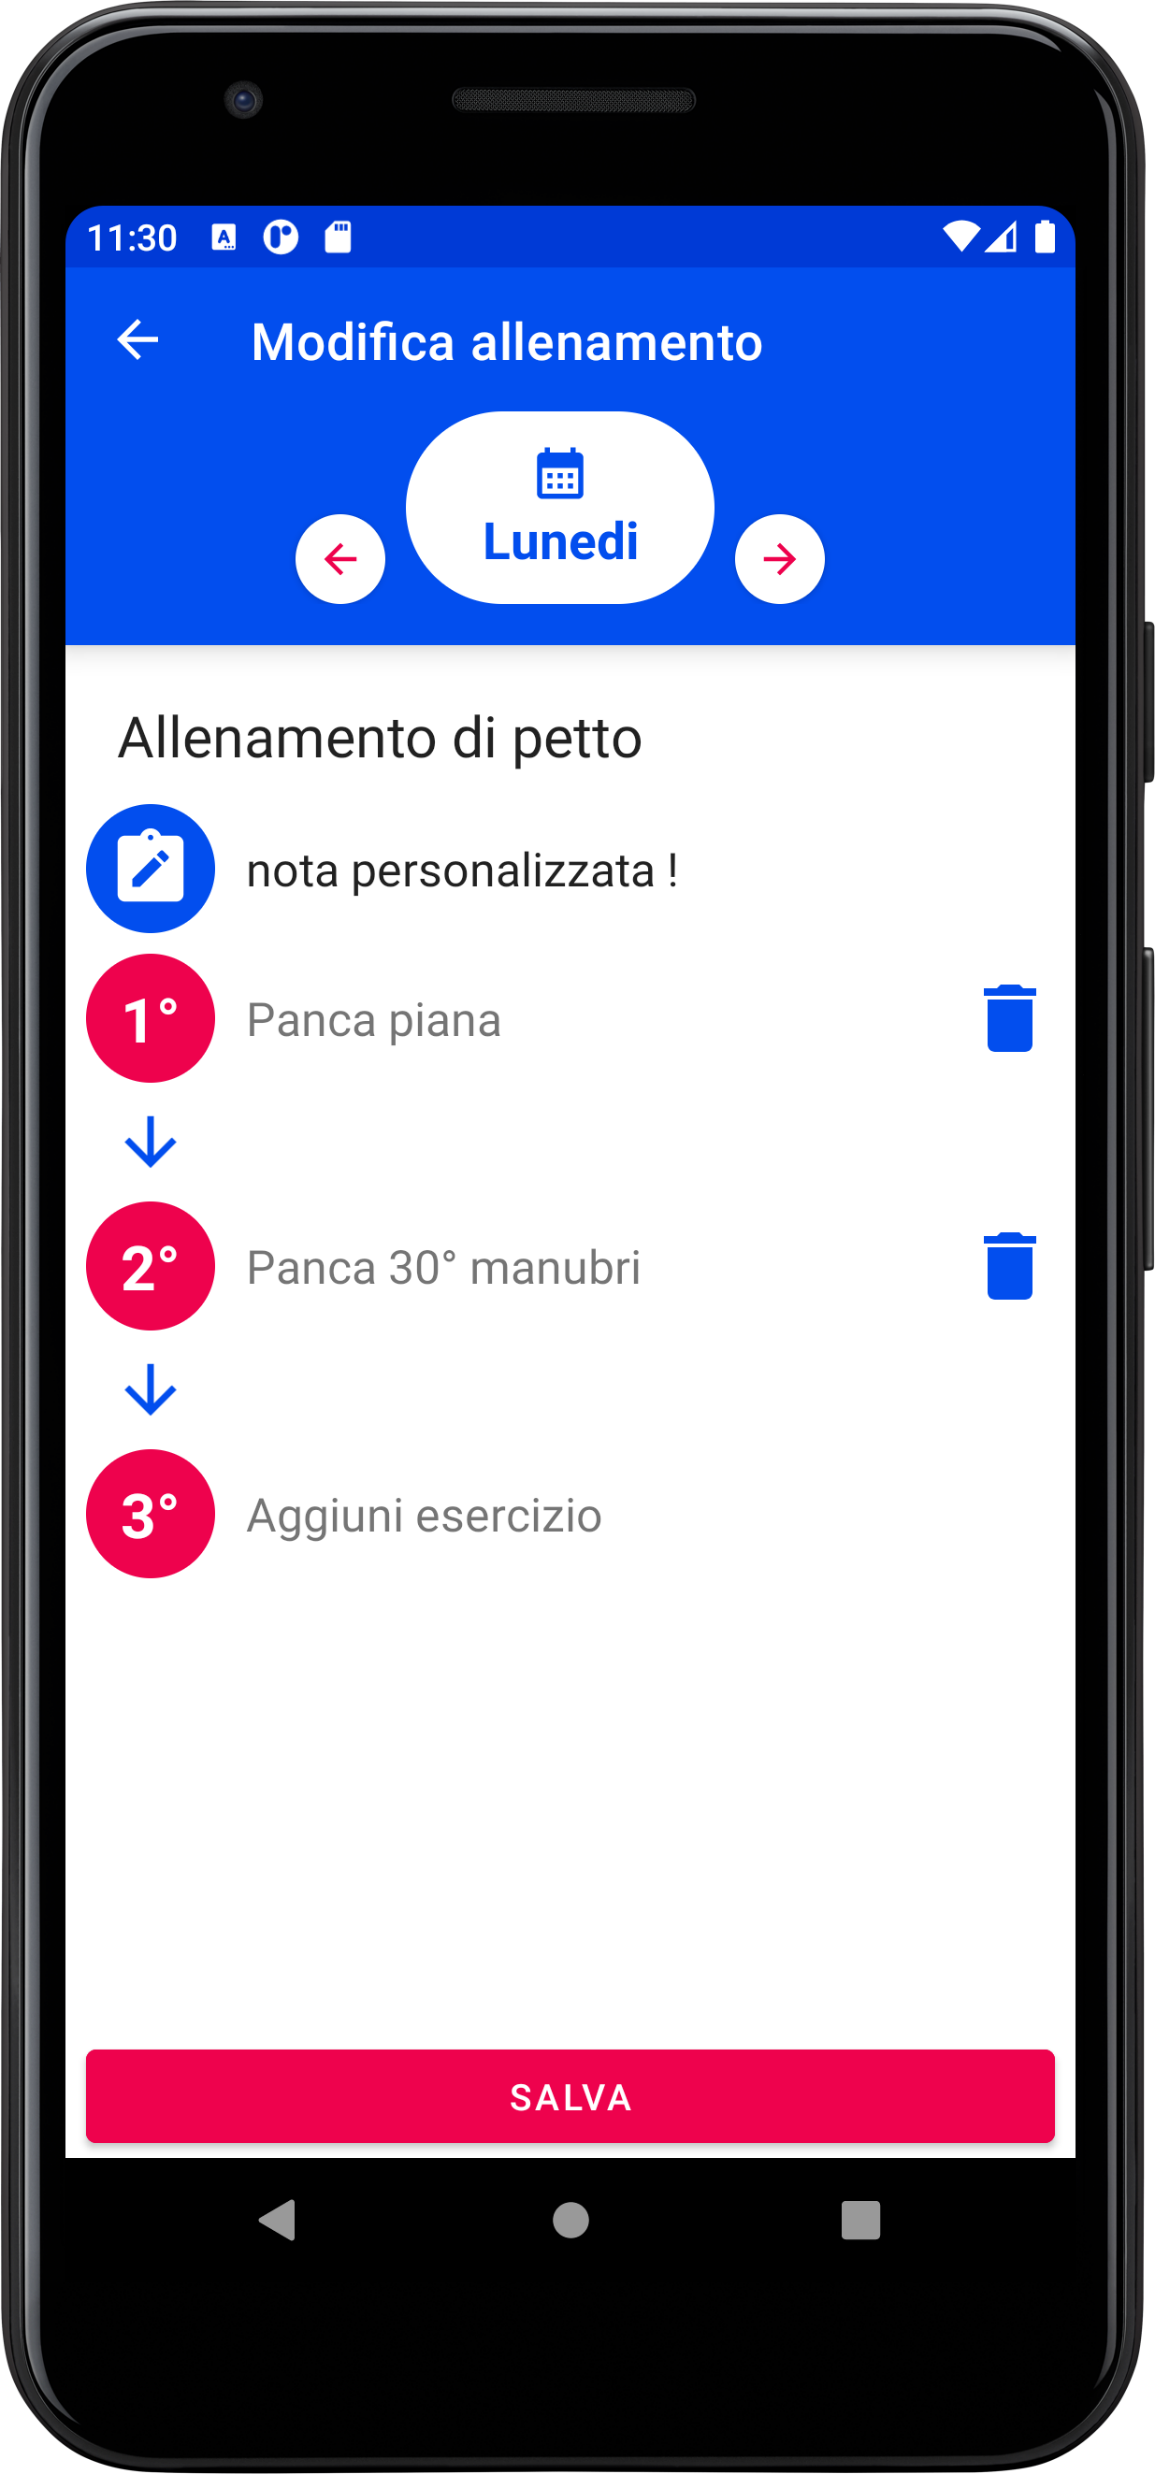 11:30
Modifica allenamento
Lunedi
Allenamento di petto
nota personalizzata !
1°
Panca piana
2°
Panca 30° manubri
3°
Aggiuni esercizio
SALVA